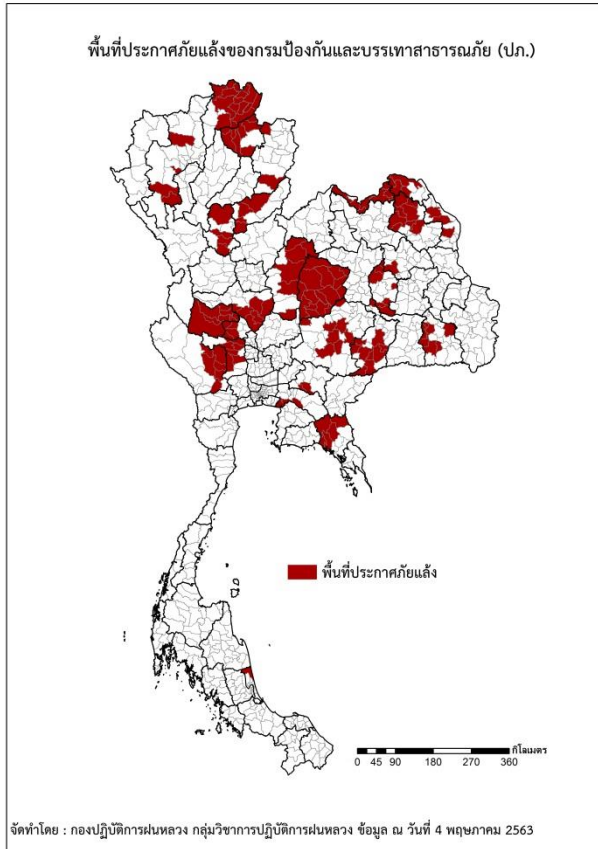 พื้นที่ประกาศภัยแล้งของกรมป้องกันและบรรเทาสาธารณภัย (ปภ.)
พื้นที่ประกาศภัยแล้ง
กิโลเมตร
0 45 90 180 270 360
จัดทำโดย : กองปฏิบัติการฝนหลวง กลุ่มวิชาการปฏิบัติการฝนหลวง ข้อมูล ณ วันที่ 4 พฤษภาคม 2563